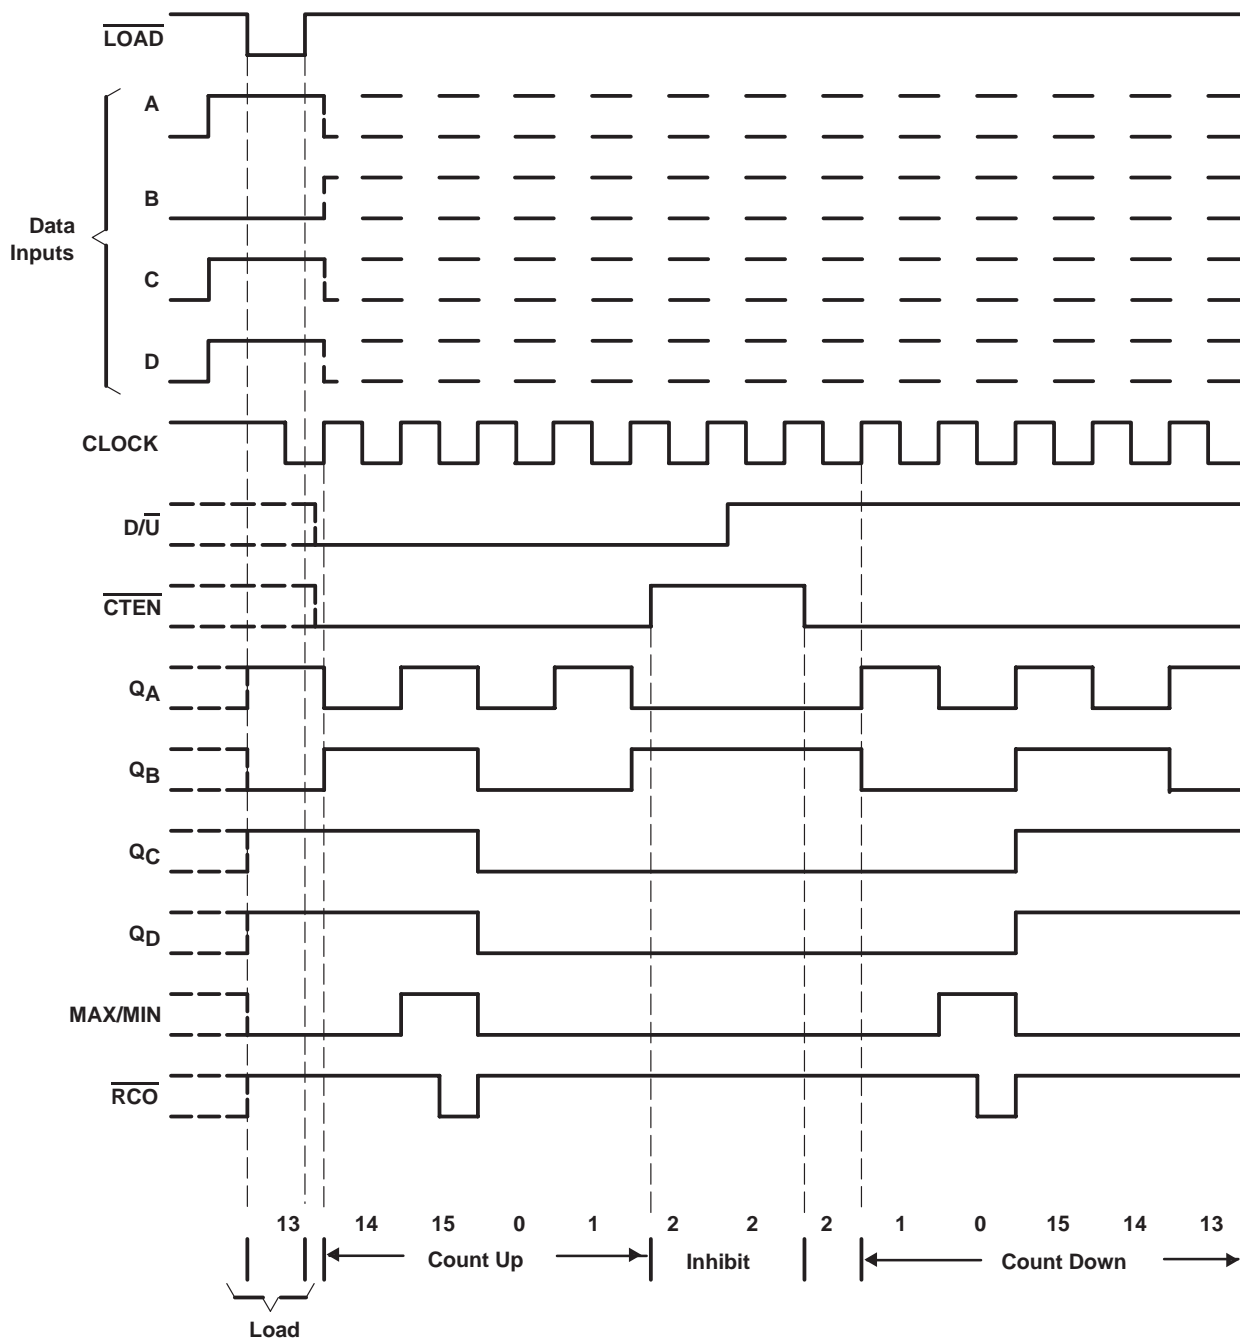 LOAD
A
B
Data
Inputs
C
D
CLOCK
D/U
CTEN
QA
QB
QC
QD
MAX/MIN
RCO
13 14 15 0 1 2 2 2 1 0 15 14 13
Count Up Inhibit Count Down
Load